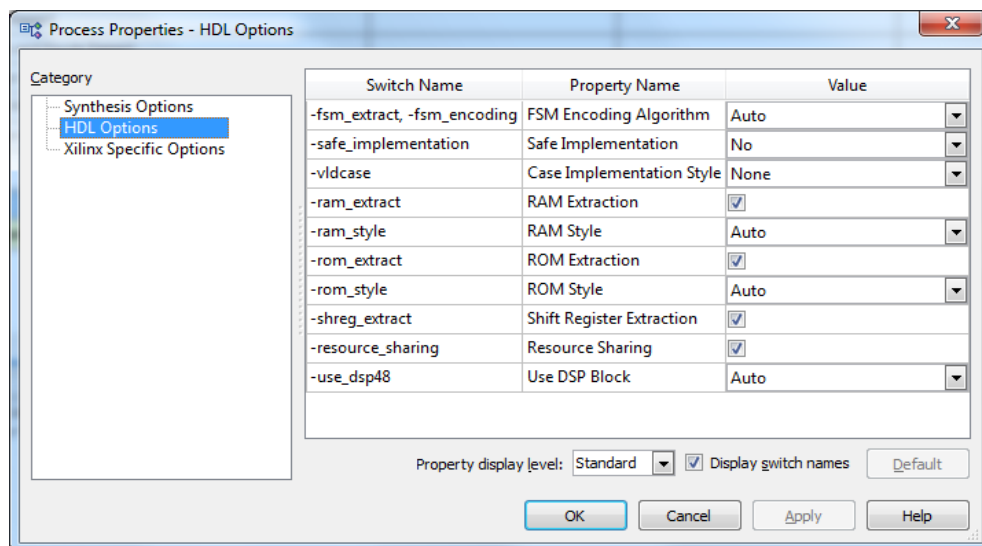 Process Properties - HDL Options
Category
Synthesis Options
HDL Options
Xilinx Specific Options
Switch Name Property Name Value
-fsm_extract, -fsm_encoding FSM Encoding Algorithm Auto
-safe_implementation Safe Implementation No
-vldcase Case Implementation Style None
-ram_extract RAM Extraction
-ram_style RAM Style Auto
-rom_extract ROM Extraction
-rom_style ROM Style Auto
-shreg_extract Shift Register Extraction
-resource_sharing Resource Sharing
-use_dsp48 Use DSP Block Auto
Property display level: Standard Display switch names Default
OK Cancel Apply Help